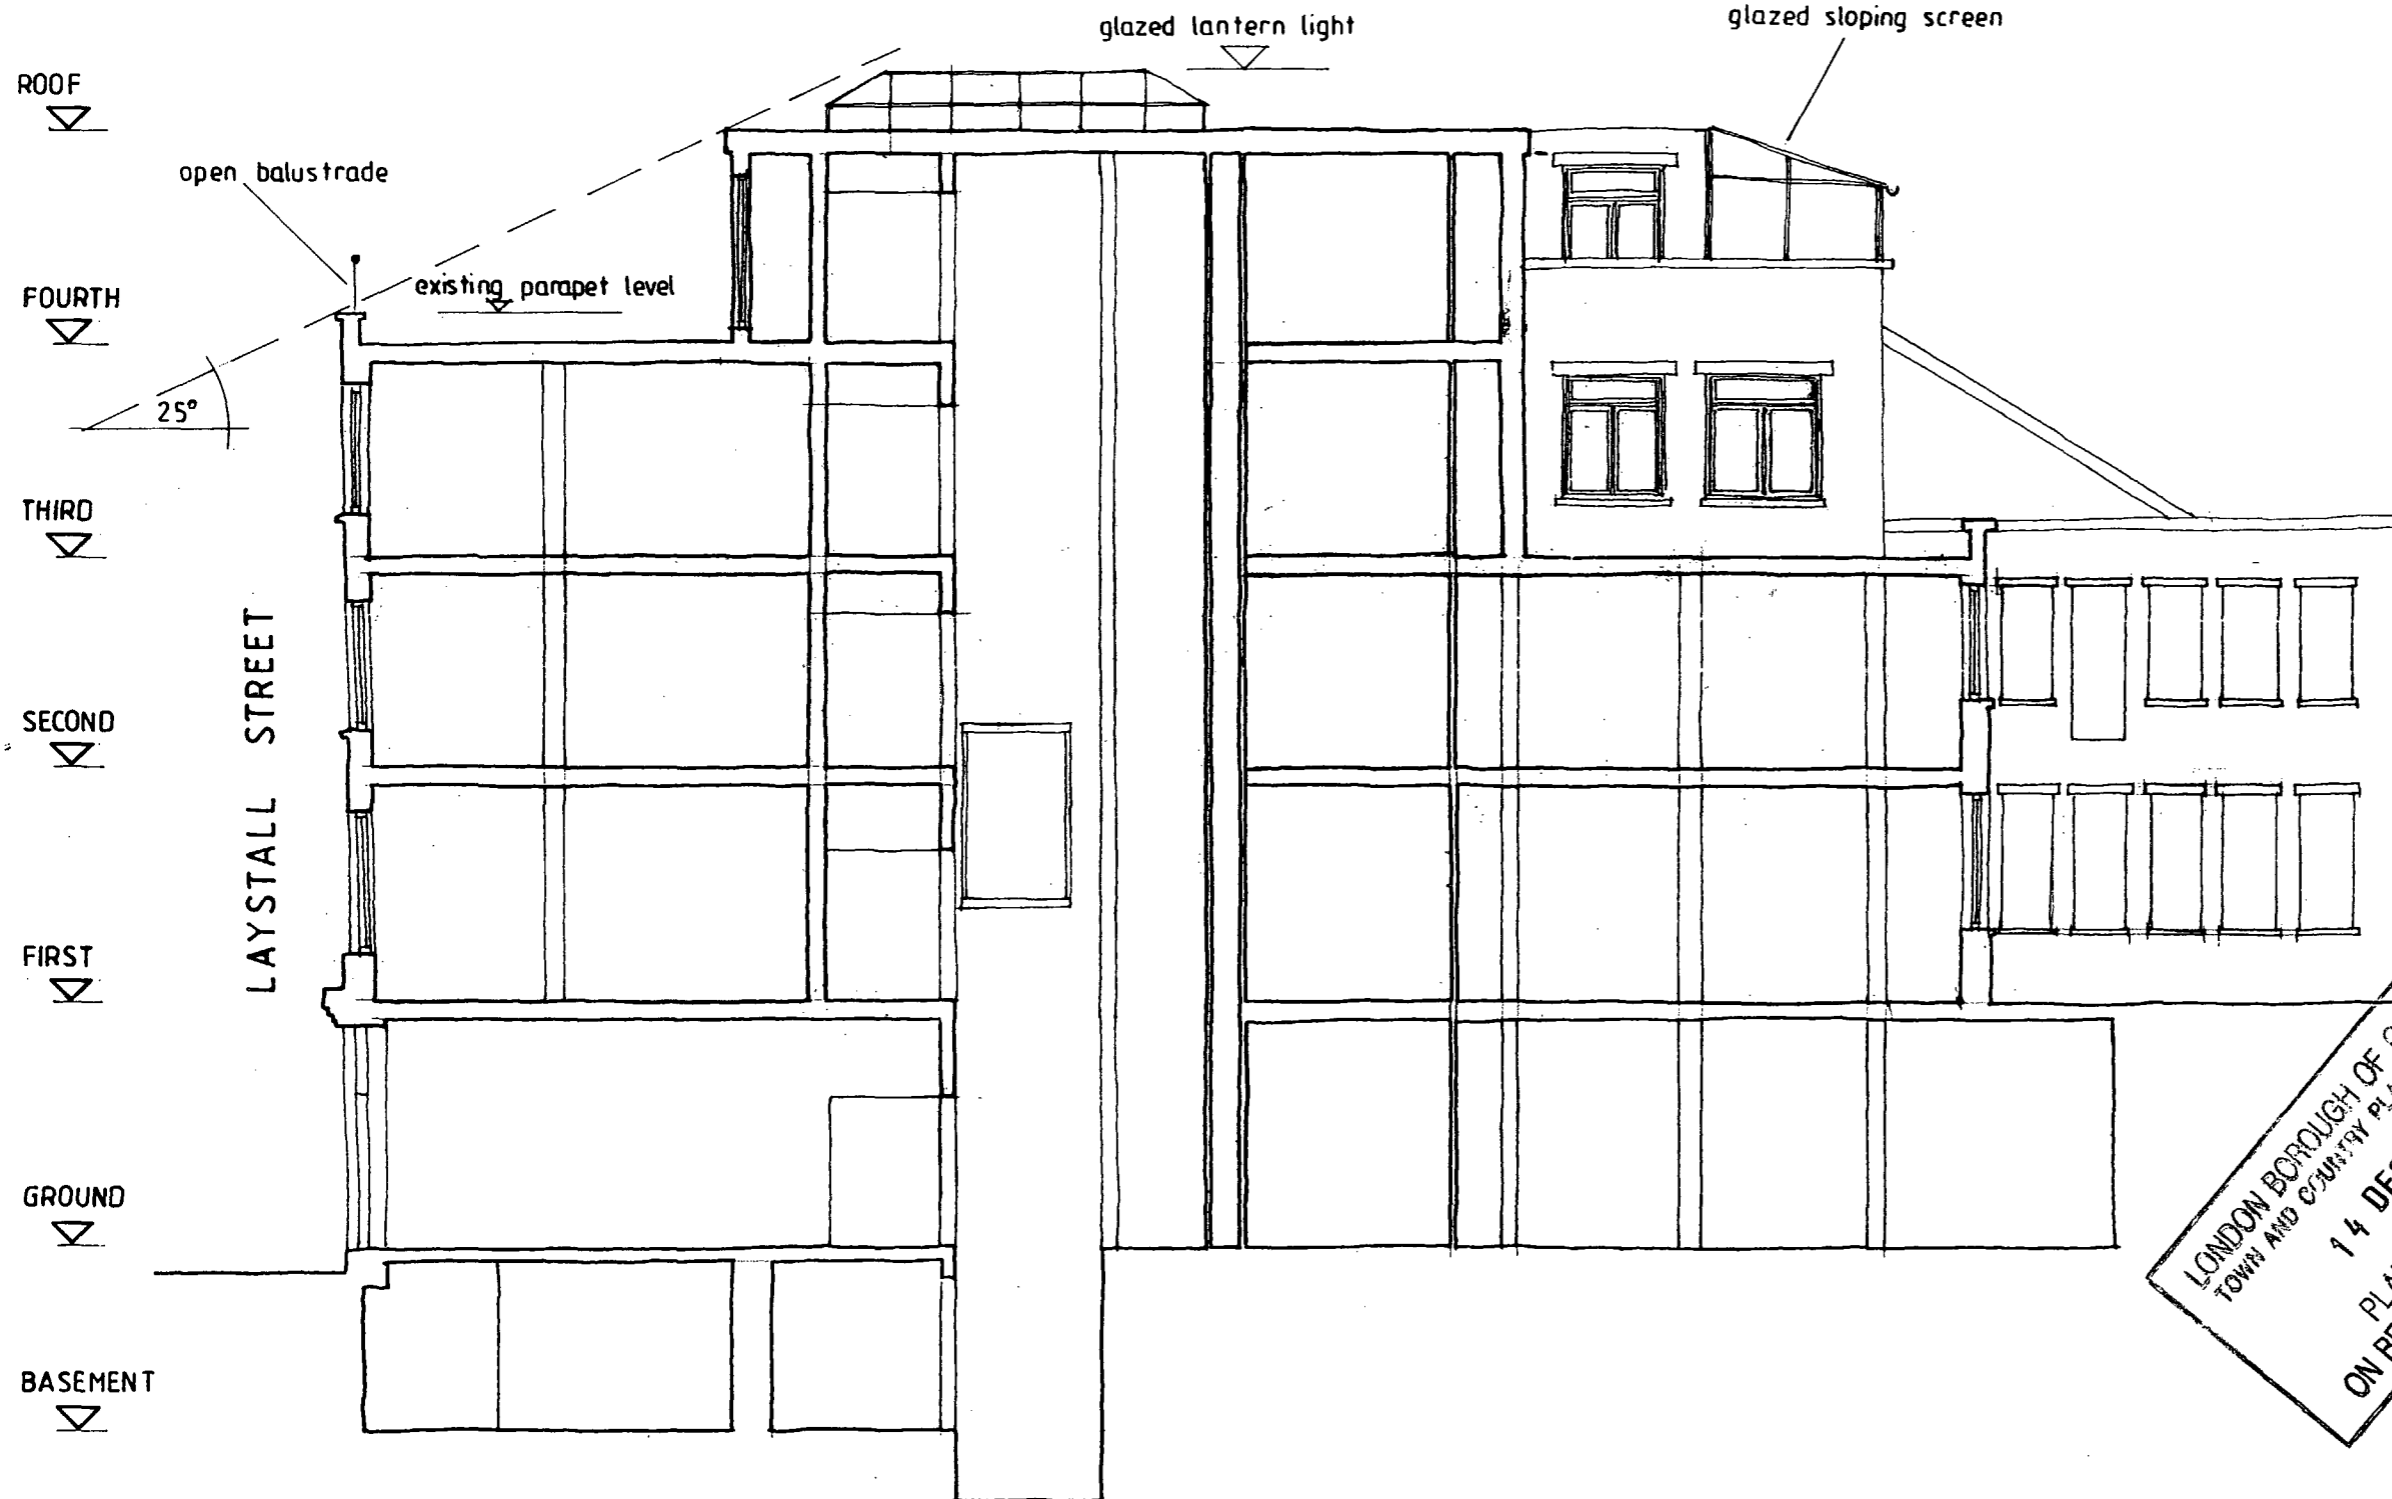 glazed lantern light
glazed sloping screen
ROOF
open balustrade
existing parapet level
FOURTH
25°
THIRD
LAYSTALL STREET
SECOND
FIRST
GROUND
BASEMENT
LONDON BOROUGH OF
TOWN AND COUNTRY
14
ON